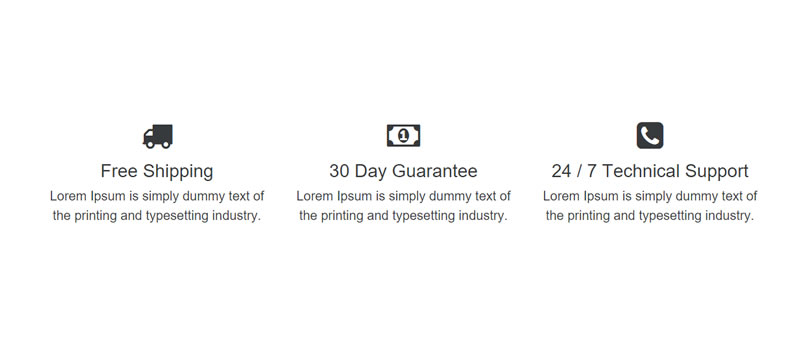 Free Shipping
Lorem Ipsum is simply dummy text of
the printing and typesetting industry.
1
30 Day Guarantee
Lorem Ipsum is simply dummy text of
the printing and typesetting industry.
24 / 7 Technical Support
Lorem Ipsum is simply dummy text of
the printing and typesetting industry.